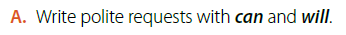 A. Write polite requests with can and will.